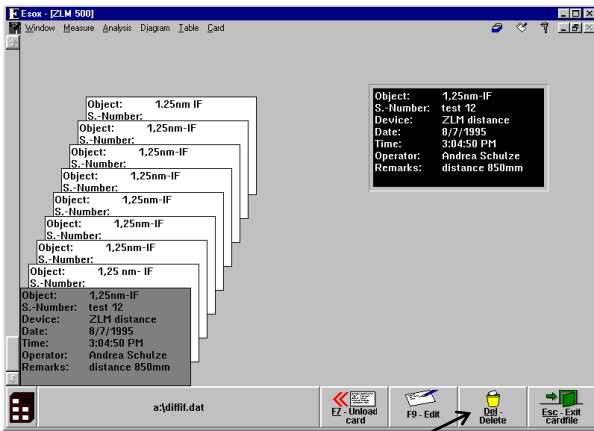 Esox - [ZLM 500]
Window Measure Analysis Diagram Table Card
Object: 1.25nm IF
S.-Number:
Object: 1,25nm-IF
S.-Number:
Object: 1,25nm-IF
S.-Number:
Object: 1,25nm-IF
S.-Number:
Object: 1,25nm-IF
S.-Number:
Object: 1,25nm-IF
S.-Number:
Object: 1,25nm-IF
S.-Number:
Object: 1,25 nm- IF
S.-Number:
Object: 1,25nm-IF
S.-Number: test 12
Device: ZLM distance
Date: 8/7/1995
Time: 3:04:50 PM
Operator: Andrea Schulze
Remarks: distance 850mm
Object: 1,25nm-IF
S.-Number: test 12
Device: ZLM distance
Date: 8/7/1995
Time: 3:04:50 PM
Operator: Andrea Schulze
Remarks: distance 850mm
a:\diffif.dat
F7 - Unload
card
F9 - Edit
Del -
Delete
Esc - Exit
cardfile